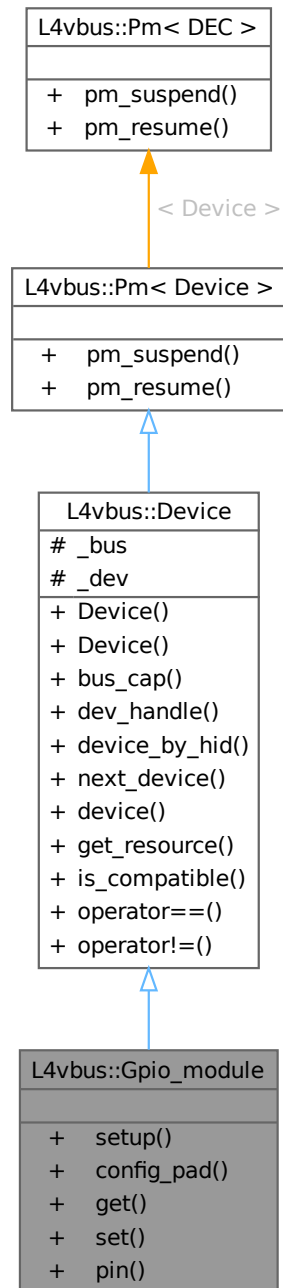 L4vbus::Pm< DEC >
+ pm_suspend()
+ pm_resume()
< Device >
L4vbus::Pm< Device >
+ pm_suspend()
+ pm_resume()
L4vbus::Device
# _bus
# _dev
+ Device()
+ Device()
+ bus_cap()
+ dev_handle()
+ device_by_hid()
+ next_device()
+ device()
+ get_resource()
+ is_compatible()
+ operator==()
+ operator!=()
L4vbus::Gpio_module
+ setup()
+ config_pad()
+ get()
+ set()
+ pin()